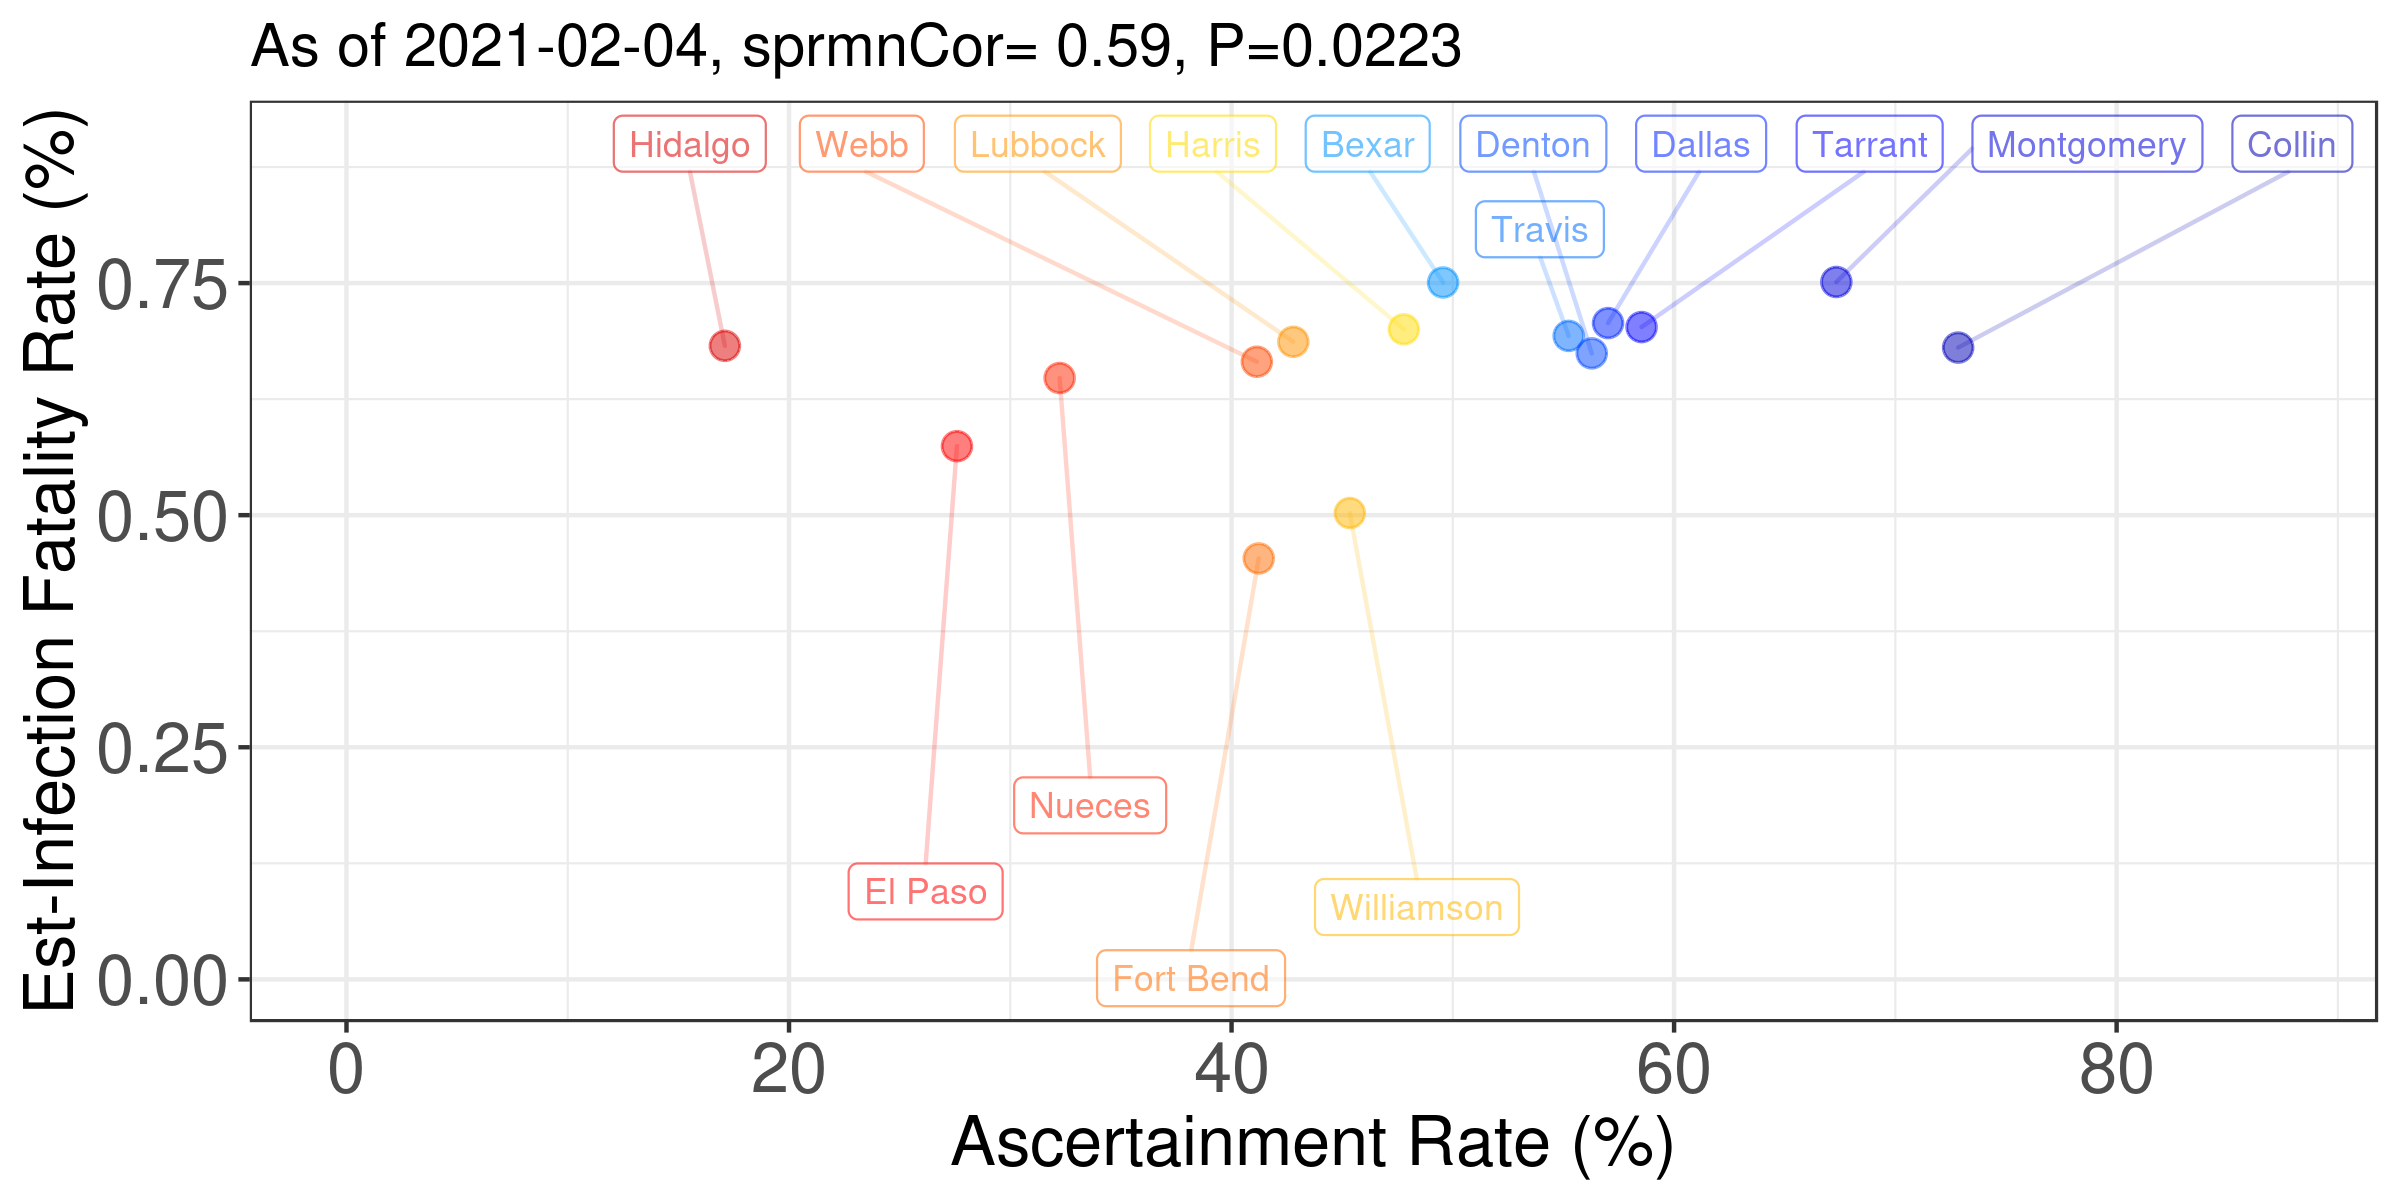 As of 2021-02-04, sprmnCor= 0.59, P=0.0223
Est-Infection Fatality Rate (%)
0.75
0.50
0.25
0.00
Hidalgo
Webb
Lubbock
Harris
Bexar
Denton
Dallas
Tarrant
Montgomery
Collin
Travis
Nueces
El Paso
Williamson
Fort Bend
0
20
40
60
80
Ascertainment Rate (%)